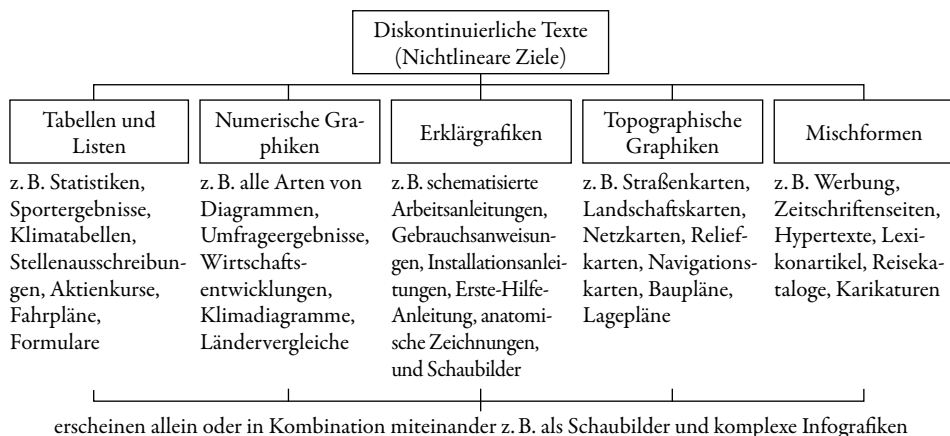 Diskontinuierliche Texte
(Nichtlineare Ziele)
Tabellen und
Listen
z. B. Statistiken,
Sportergebnisse,
Klimatabellen,
Stellenausschreibun-
gen, Aktienkurse,
Fahrpläne,
Formulare
Numerische Gra-
phiken
z. B. alle Arten von
Diagrammen,
Umfrageergebnisse,
Wirtschafts-
entwicklungen,
Klimadiagramme,
Ländervergleiche
Erklärgrafiken
z. B. schematisierte
Arbeitsanleitungen,
Gebrauchsanweisun-
gen, Installationsanlei-
tungen, Erste-Hilfe-
Anleitung, anatomi-
sche Zeichnungen,
und Schaubilder
Topographische
Graphiken
z. B. Straßenkarten,
Landschaftskarten,
Netzkarten, Relief-
karten, Navigations-
karten, Baupläne,
Lagepläne
Mischformen
z. B. Werbung,
Zeitschriftenseiten,
Hypertexte, Lexi-
konartikel, Reiseka-
taloge, Karikaturen
erscheinen allein oder in Kombination miteinander z. B. als Schaubilder und komplexe Infografiken